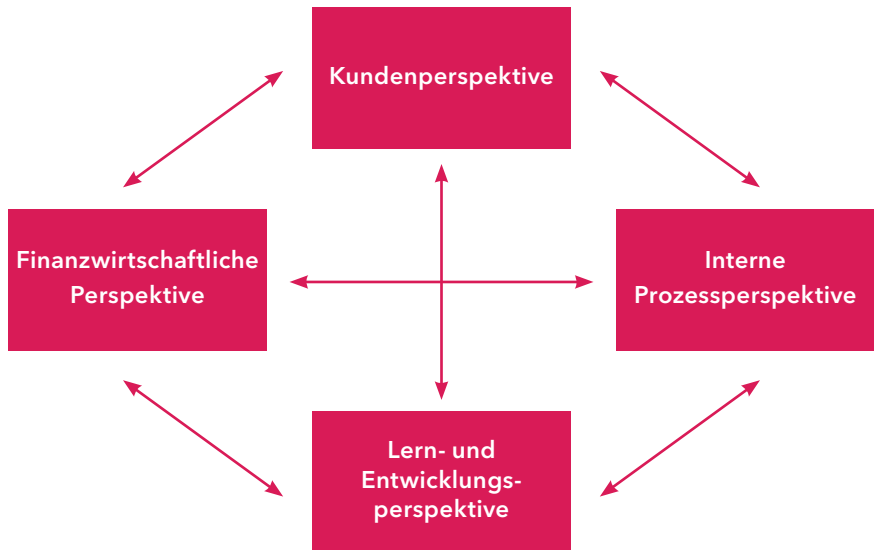 Kundenperspektive
Finanzwirtschaftliche
Perspektive
Interne
Prozessperspektive
Lern- und
Entwicklungs-
perspektive